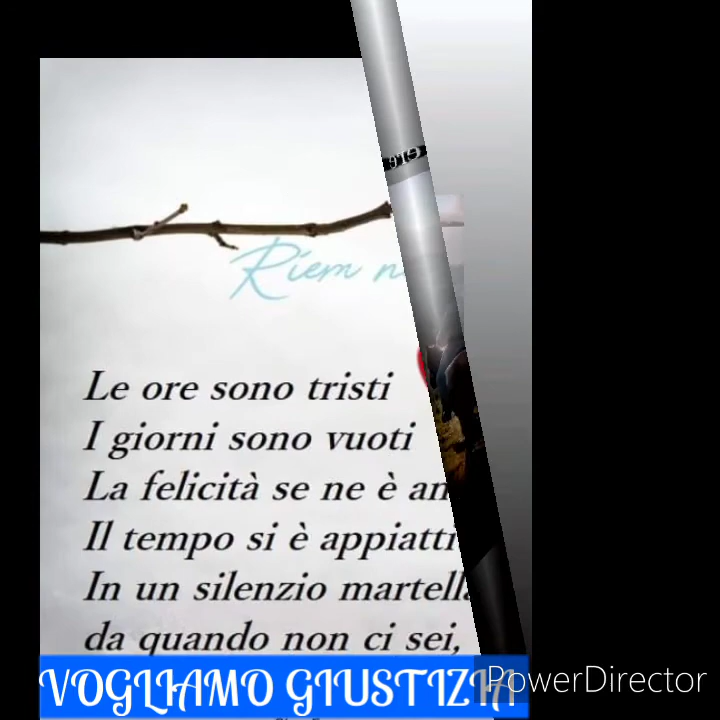 Riem
Le ore sono tristi
I giorni sono vuoti
La felicità se ne è
Il tempo si è
In un silenzio
da quando non ci sei,
VOGLIAMO GIUSTIZIA
PowerDirector